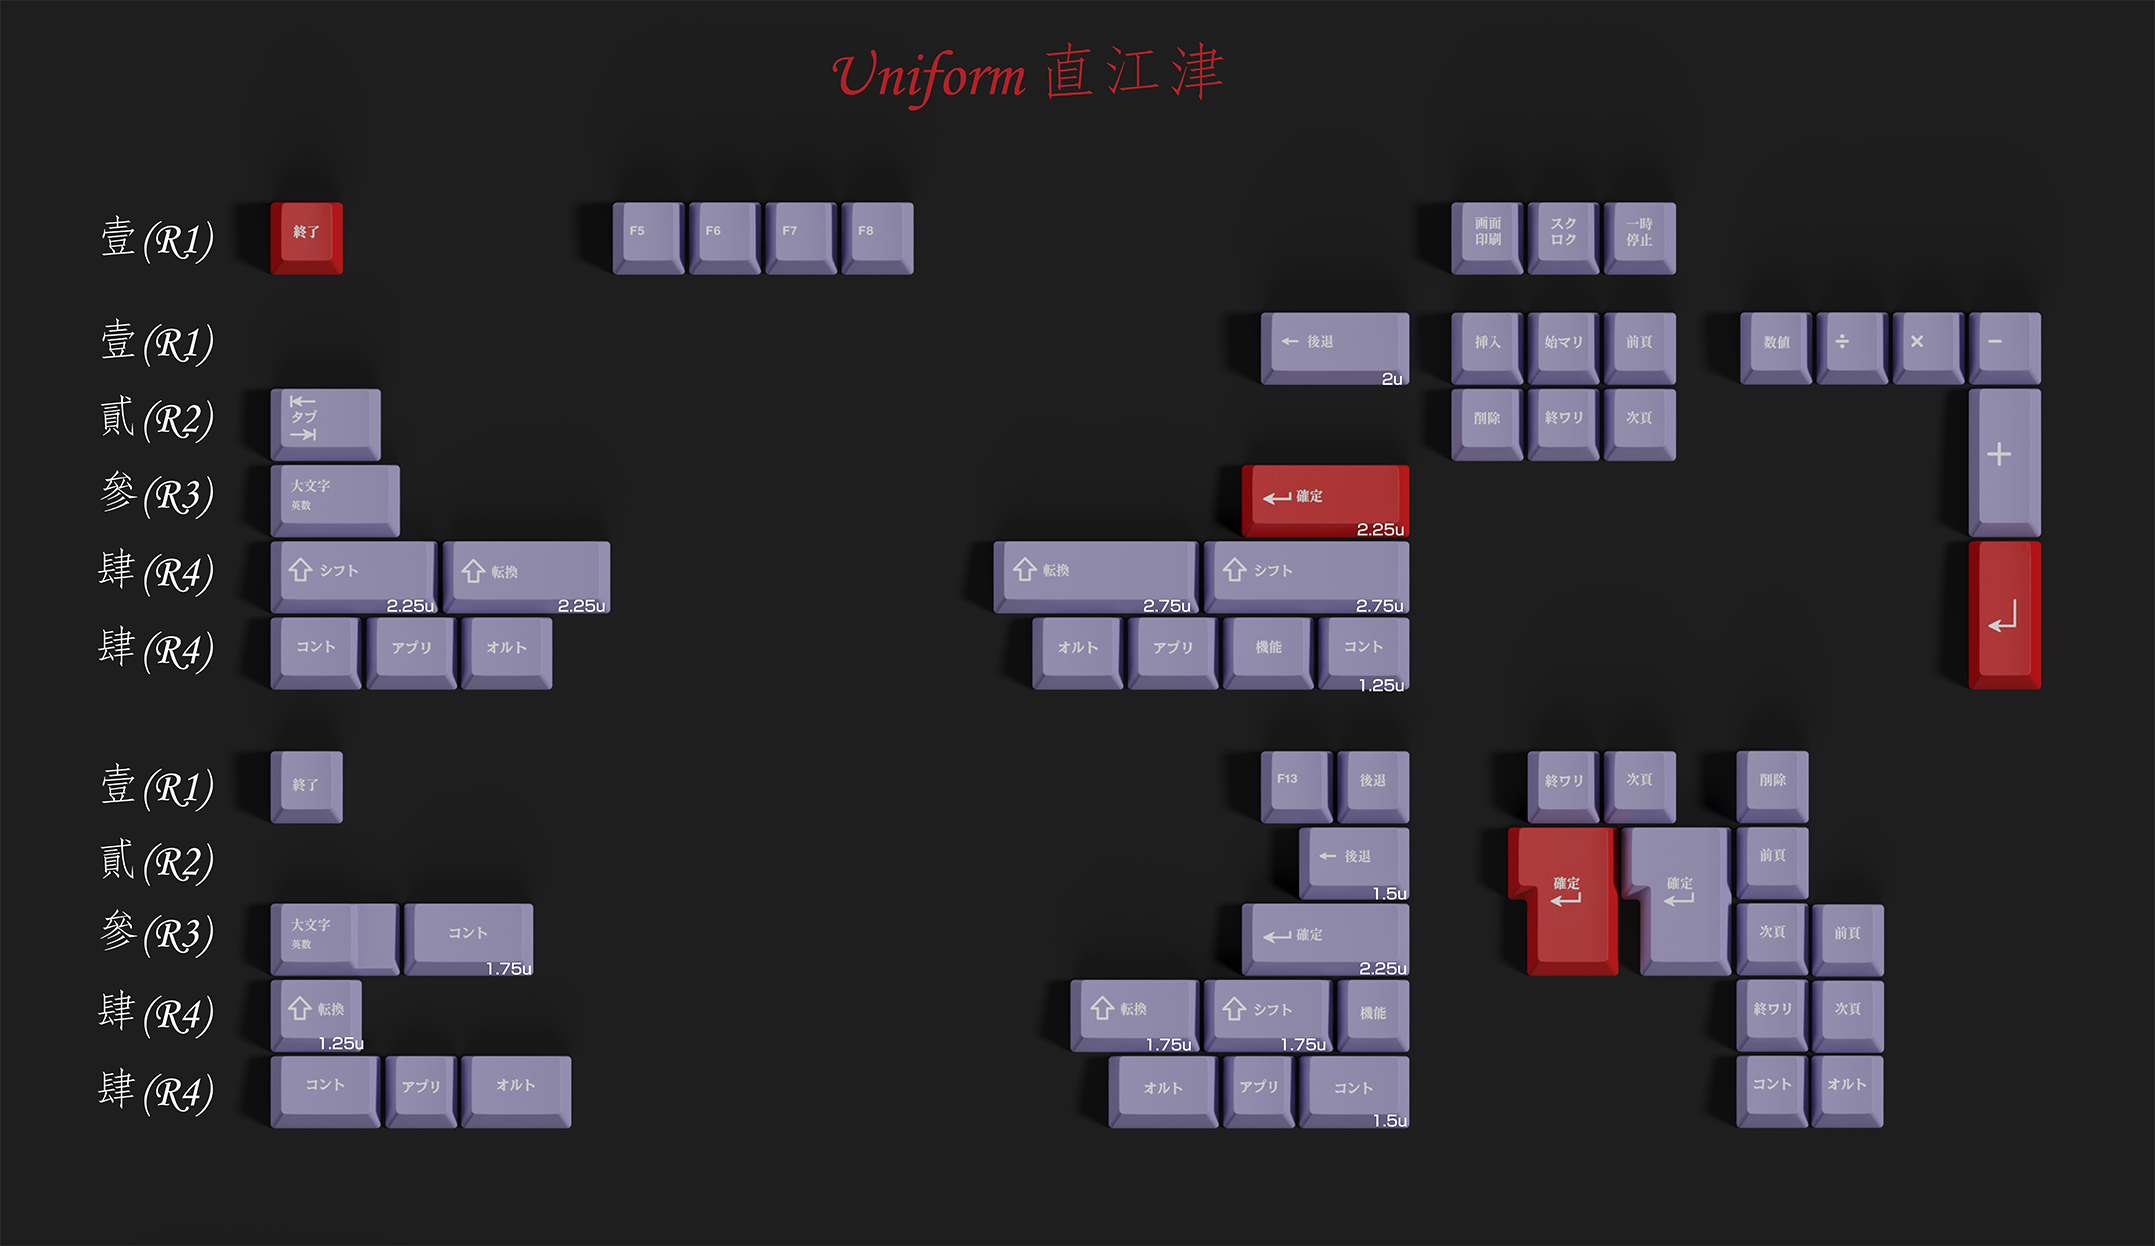 Uniform 直江津
壹(R1)
終了
F5
F6
F7
F8
画面
印刷
スク
ロク
一時
停止
壹(R1)
← 後退
2u
挿入
始マリ
前頁
数値
÷
×
−
貳(R2)
タブ
削除
終ワリ
次頁
+
參(R3)
大文字
英数
確定
2.25u
肆(R4)
シフト
2.25u
転換
2.25u
転換
2.75u
シフト
2.75u
肆(R4)
コント
アプリ
オルト
オルト
アプリ
機能
コント
1.25u
壹(R1)
終了
F13
後退
終ワリ
次頁
削除
貳(R2)
← 後退
1.5u
確定
確定
前頁
參(R3)
大文字
英数
コント
1.75u
確定
2.25u
次頁
前頁
肆(R4)
転換
1.25u
転換
1.75u
シフト
1.75u
機能
終ワリ
次頁
肆(R4)
コント
アプリ
オルト
オルト
アプリ
コント
1.5u
コント
オルト